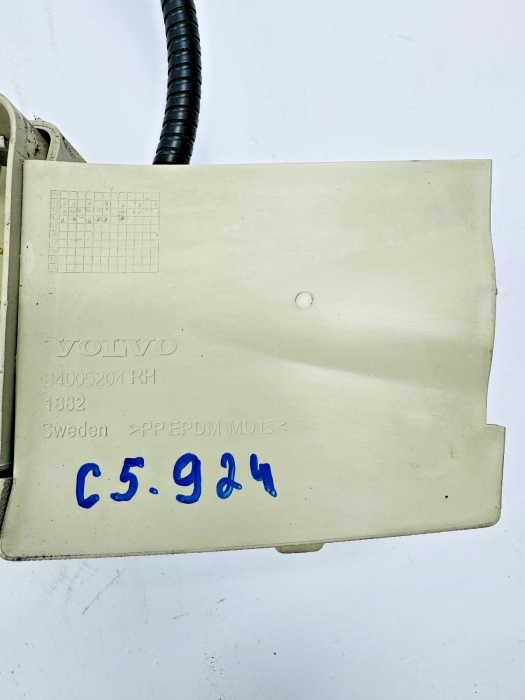 VOLVO
84005204 RH
1882
Sweden >PP EPDM MD15<
C5.924